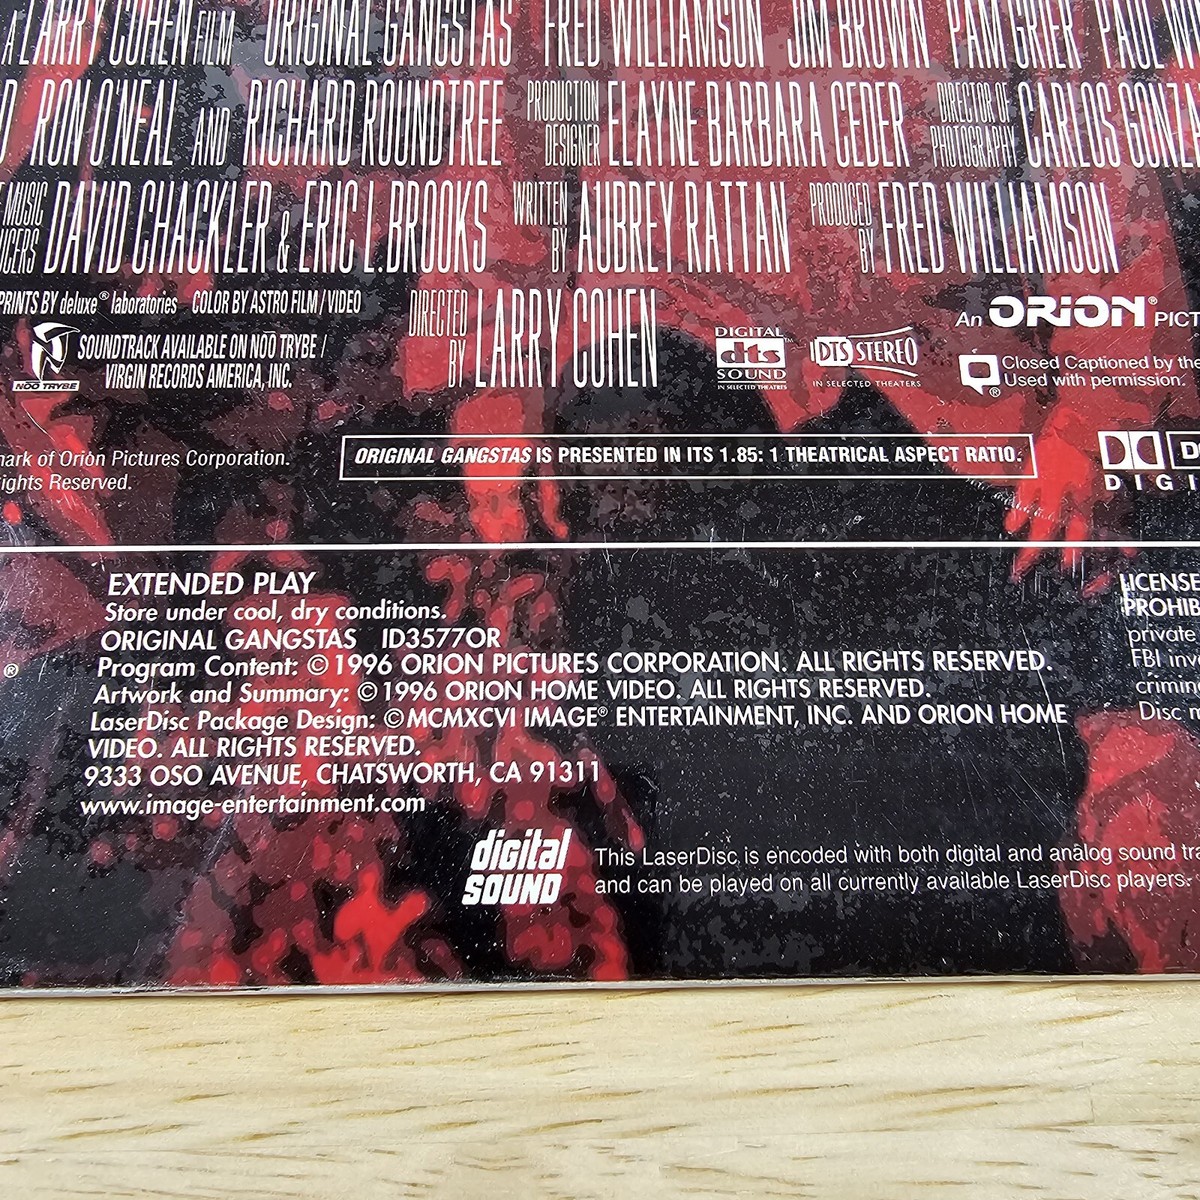 A LARRY COHEN FILM ORIGINAL GANGSTAS FRED WILLIAMSON JIM BROWN PAM GRIER PAUL
RON O'NEAL AND RICHARD ROUNDTREE PRODUCTION DESIGNER ELAYNE BARBARA CEDER DIRECTOR OF PHOTOGRAPHY CARLOS
MUSIC DAVID CHACKLER & ERIC L. BROOKS WRITTEN BY AUBREY RATTAN PRODUCED BY FRED WILLIAMSON
PRINTS BY deluxe® laboratories COLOR BY ASTRO FILM / VIDEO
DIRECTED BY LARRY COHEN
An ORION® PICT
NOO TRYBE
SOUNDTRACK AVAILABLE ON NOŌ TRYBE /
VIRGIN RECORDS AMERICA, INC.
DIGITAL
dts™
SOUND
IN SELECTED THEATRES
DTS STEREO
IN SELECTED THEATERS
Closed Captioned by the
Used with permission.
®
mark of Orion Pictures Corporation.
ights Reserved.
ORIGINAL GANGSTAS IS PRESENTED IN ITS 1.85: 1 THEATRICAL ASPECT RATIO.
DIGI
EXTENDED PLAY
Store under cool, dry conditions.
ORIGINAL GANGSTAS ID3577OR
®
Program Content: © 1996 ORION PICTURES CORPORATION. ALL RIGHTS RESERVED.
Artwork and Summary: © 1996 ORION HOME VIDEO. ALL RIGHTS RESERVED.
LaserDisc Package Design: © MCMXCVI IMAGE® ENTERTAINMENT, INC. AND ORION HOME
VIDEO. ALL RIGHTS RESERVED.
9333 OSO AVENUE, CHATSWORTH, CA 91311
www.image-entertainment.com
LICENSE
PROHIB
private
FBI inve
crimin
Disc
digital
SOUND
This LaserDisc is encoded with both digital and analog sound tra
and can be played on all currently available LaserDisc players.